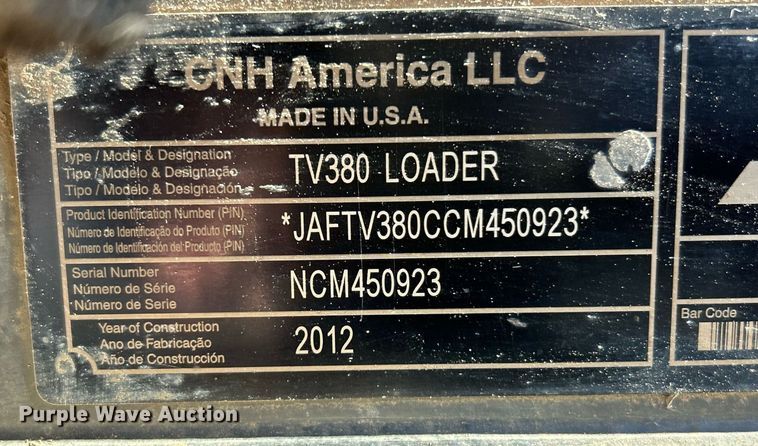 CNH America LLC
MADE IN U.S.A.
Type / Model & Designation
Tipo / Modelo & Designação
Tipo / Modelo & Designación
TV380 LOADER
Product Identification Number (PIN)
Número de Identificação do Produto (PIN)
Número de Identificación del Producto (PIN)
*JAFTV380CCM450923*
Serial Number
Número de Série
Número de Serie
NCM450923
Year of Construction
Ano de Fabricação
Año de Construcción
2012
Bar Code
Purple Wave Auction